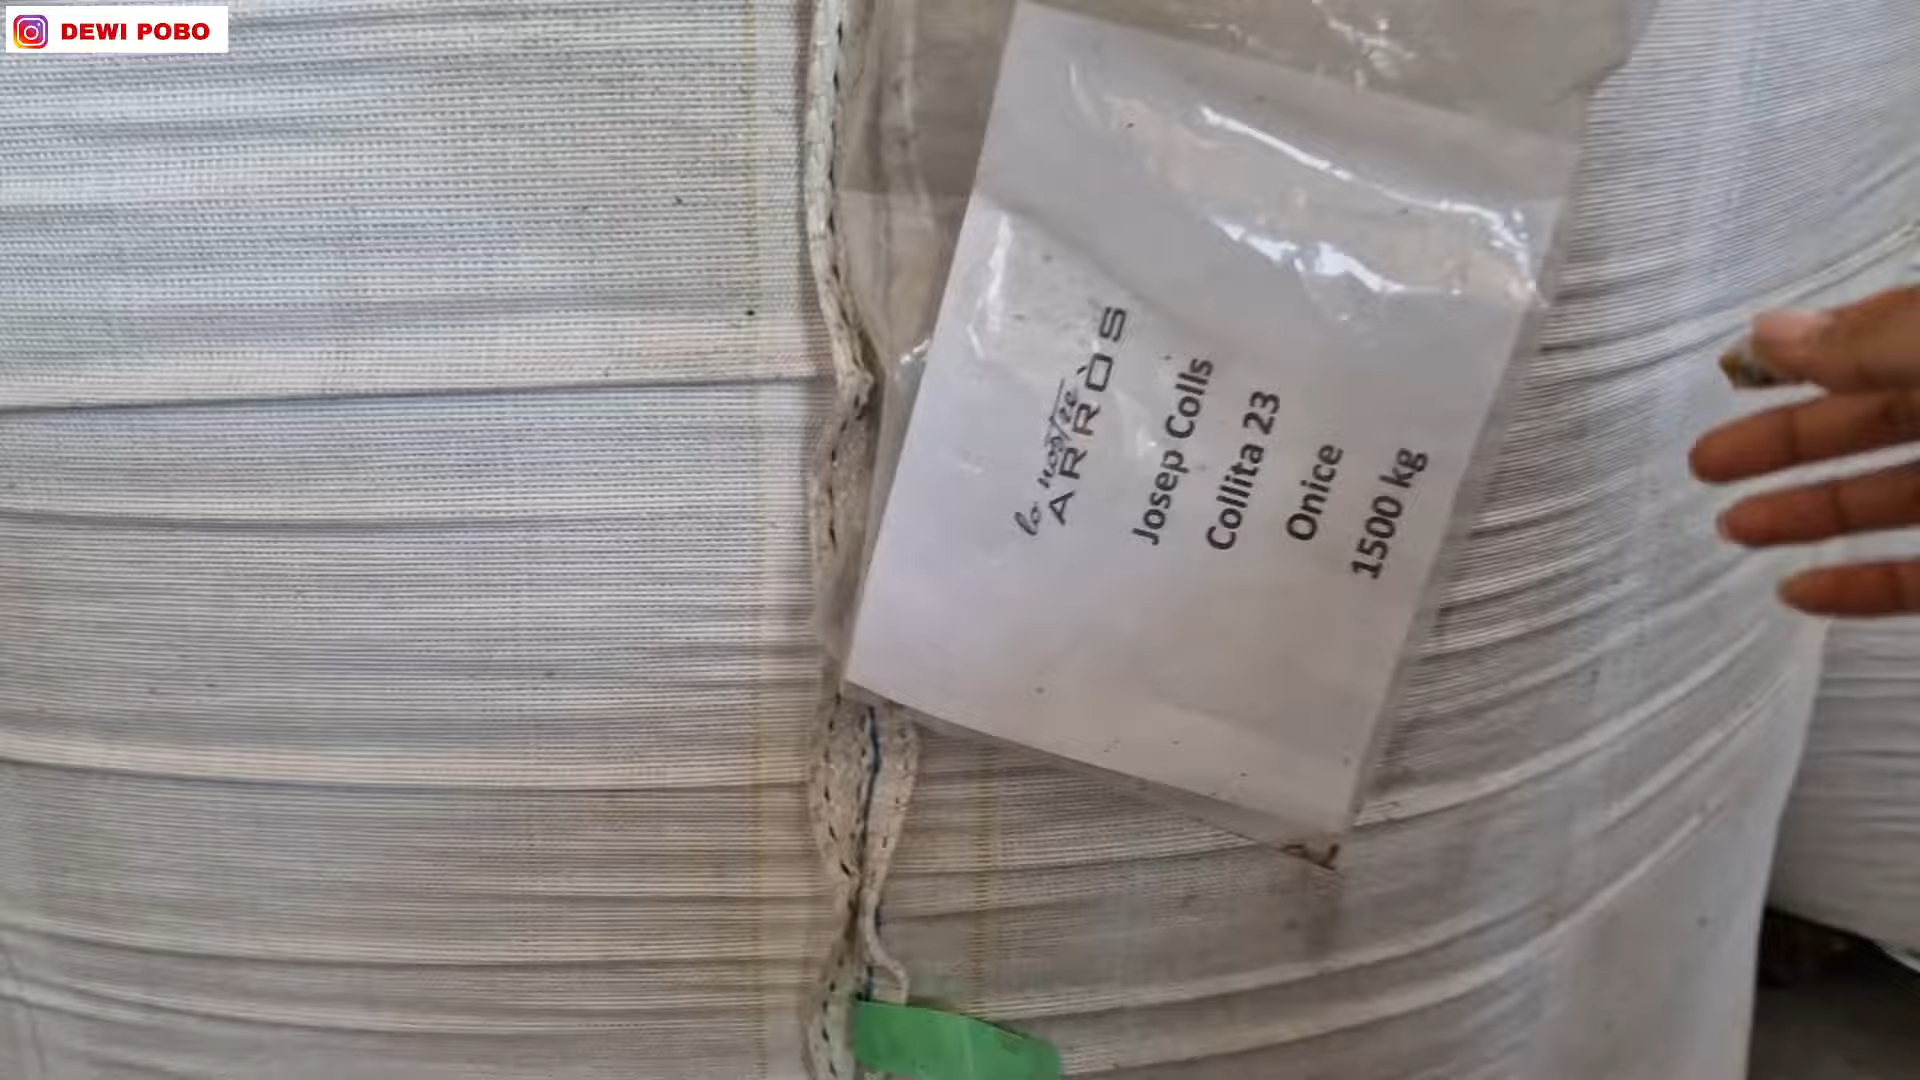 DEWI POBO
lo nostre
ARRÒS
Josep Colls
Collita 23
Onice
1500 kg